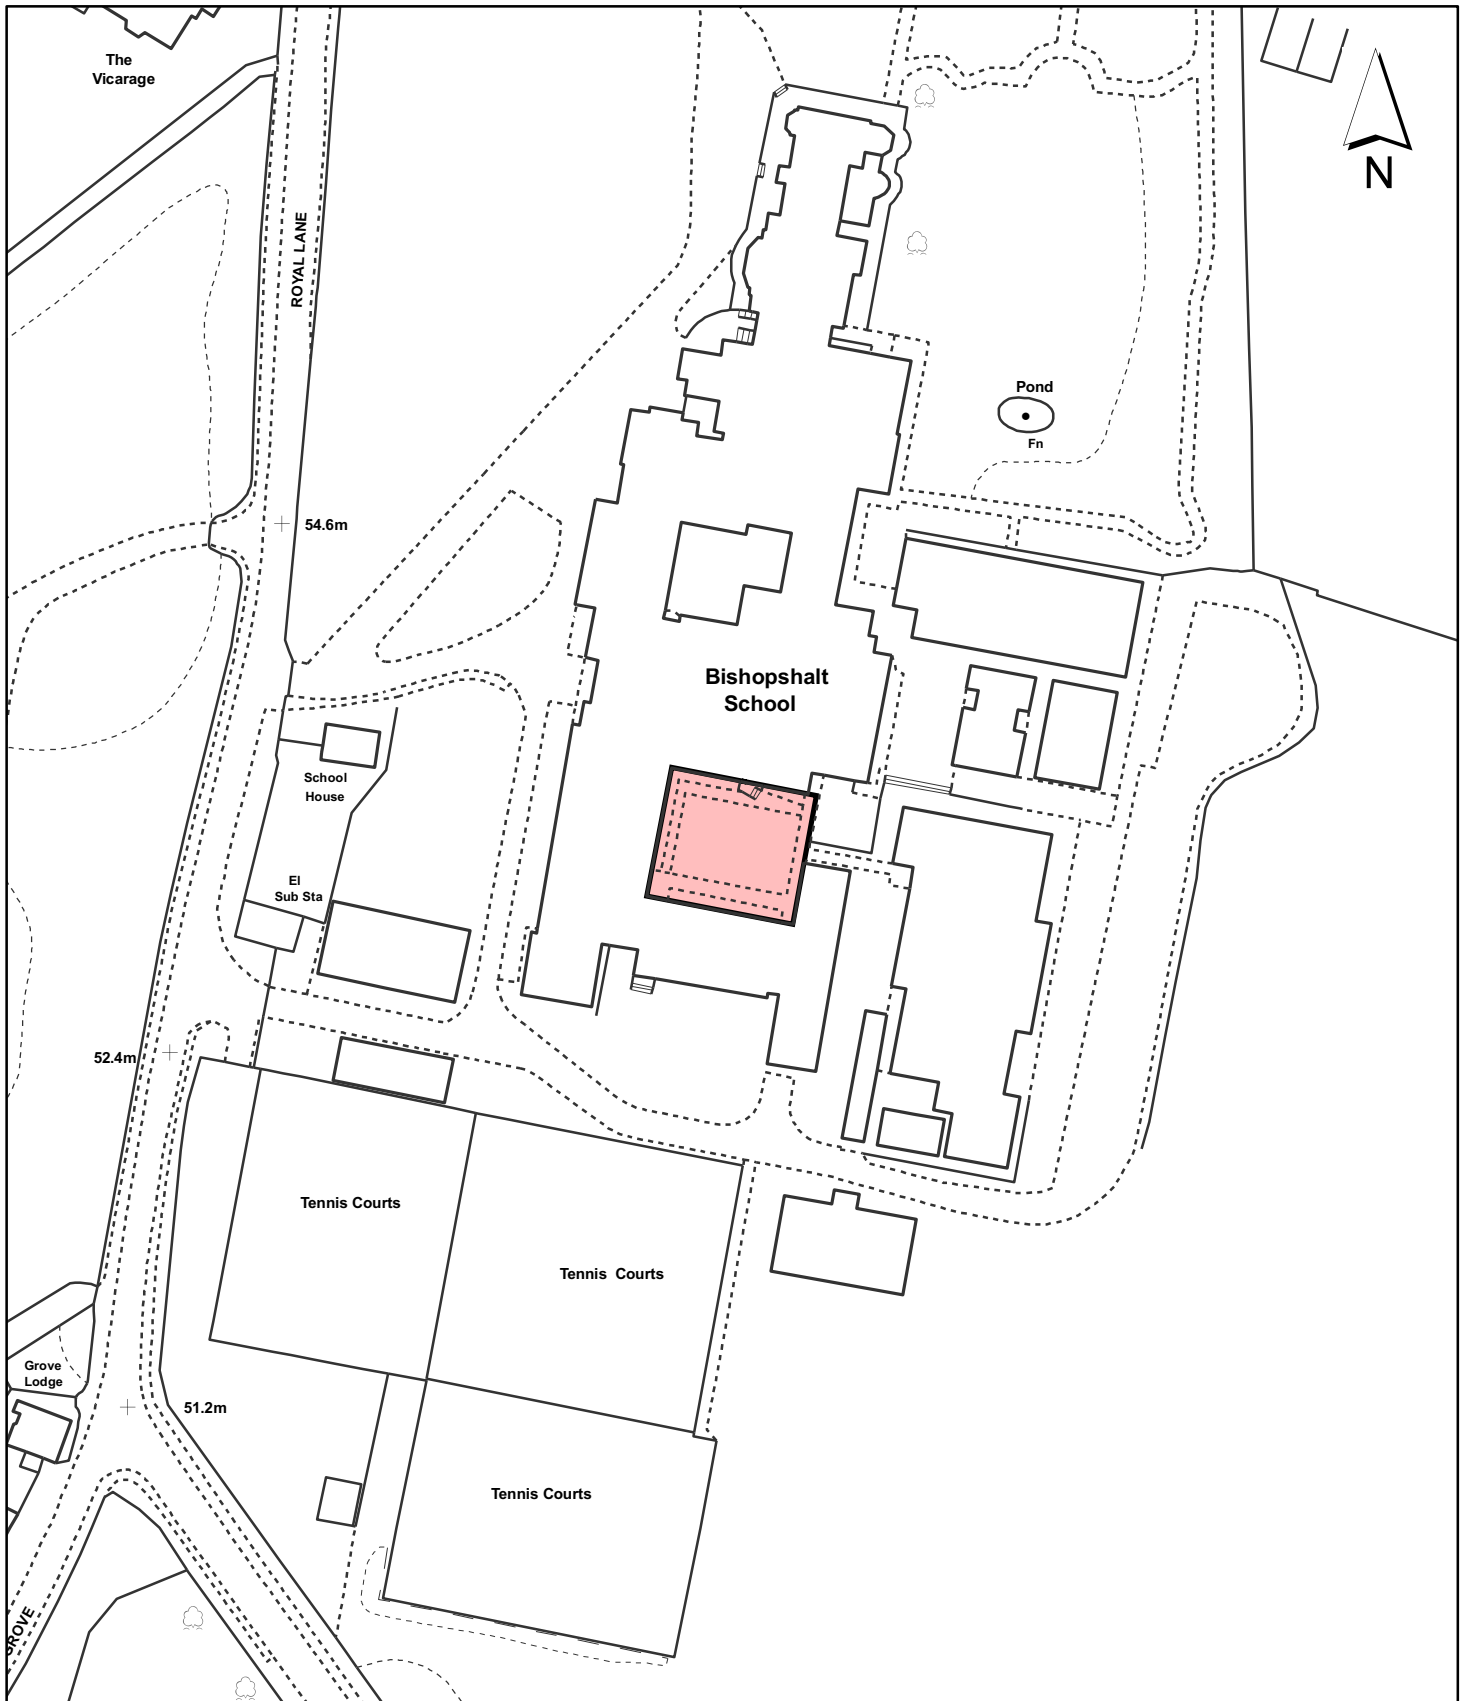 The
Vicarage
N
ROYAL LANE
Pond
Fn
54.6m
Bishopshalt
School
School
House
El
Sub Sta
52.4m
Tennis Courts
Tennis Courts
Grove
Lodge
51.2m
Tennis Courts
GROVE